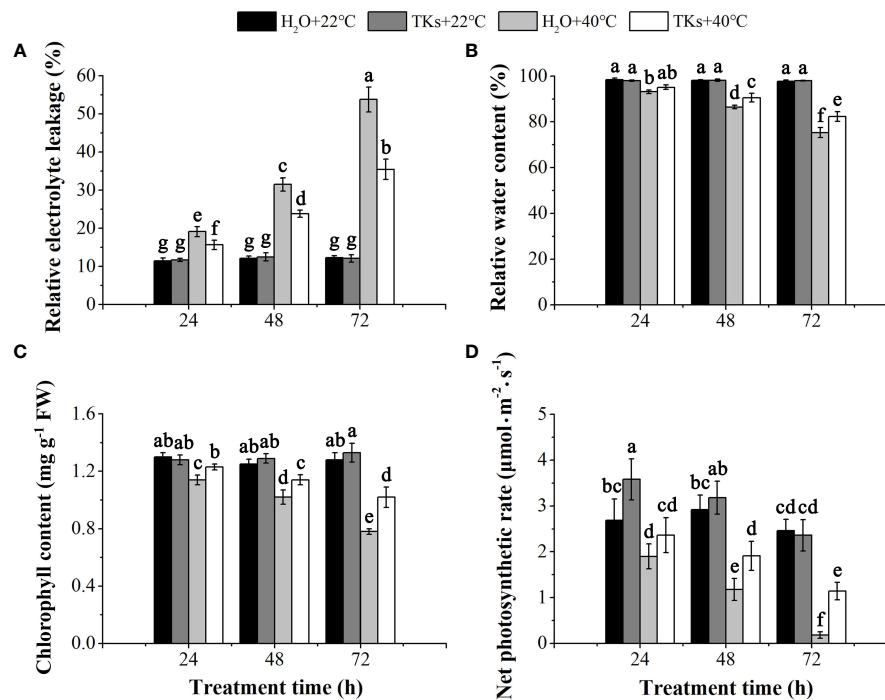 H₂O+22℃ TKs+22℃ H₂O+40℃ TKs+40℃
A
Relative electrolyte leakage (%)
60
50
40
30
20
10
0
g g e f
g g c d
g g a b
24 48 72
B
Relative water content (%)
100
80
60
40
20
0
a a b ab
a a d c
a a f e
24 48 72
C
Chlorophyll content (mg g⁻¹ FW)
1.6
1.2
0.8
0.4
0.0
ab ab c b
ab ab d c
ab a e d
24 48 72
Treatment time (h)
D
Net photosynthetic rate (μmol·m⁻²·s⁻¹)
5
4
3
2
1
0
bc a d cd
bc ab e d
cd cd f e
24 48 72
Treatment time (h)